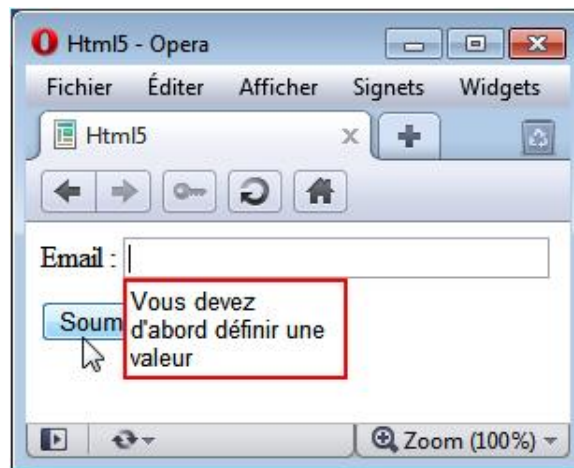 Html5 - Opera
Fichier Éditer Afficher Signets Widgets
Html5
Email :
Soum
Vous devez
d'abord définir une
valeur
Zoom (100%)